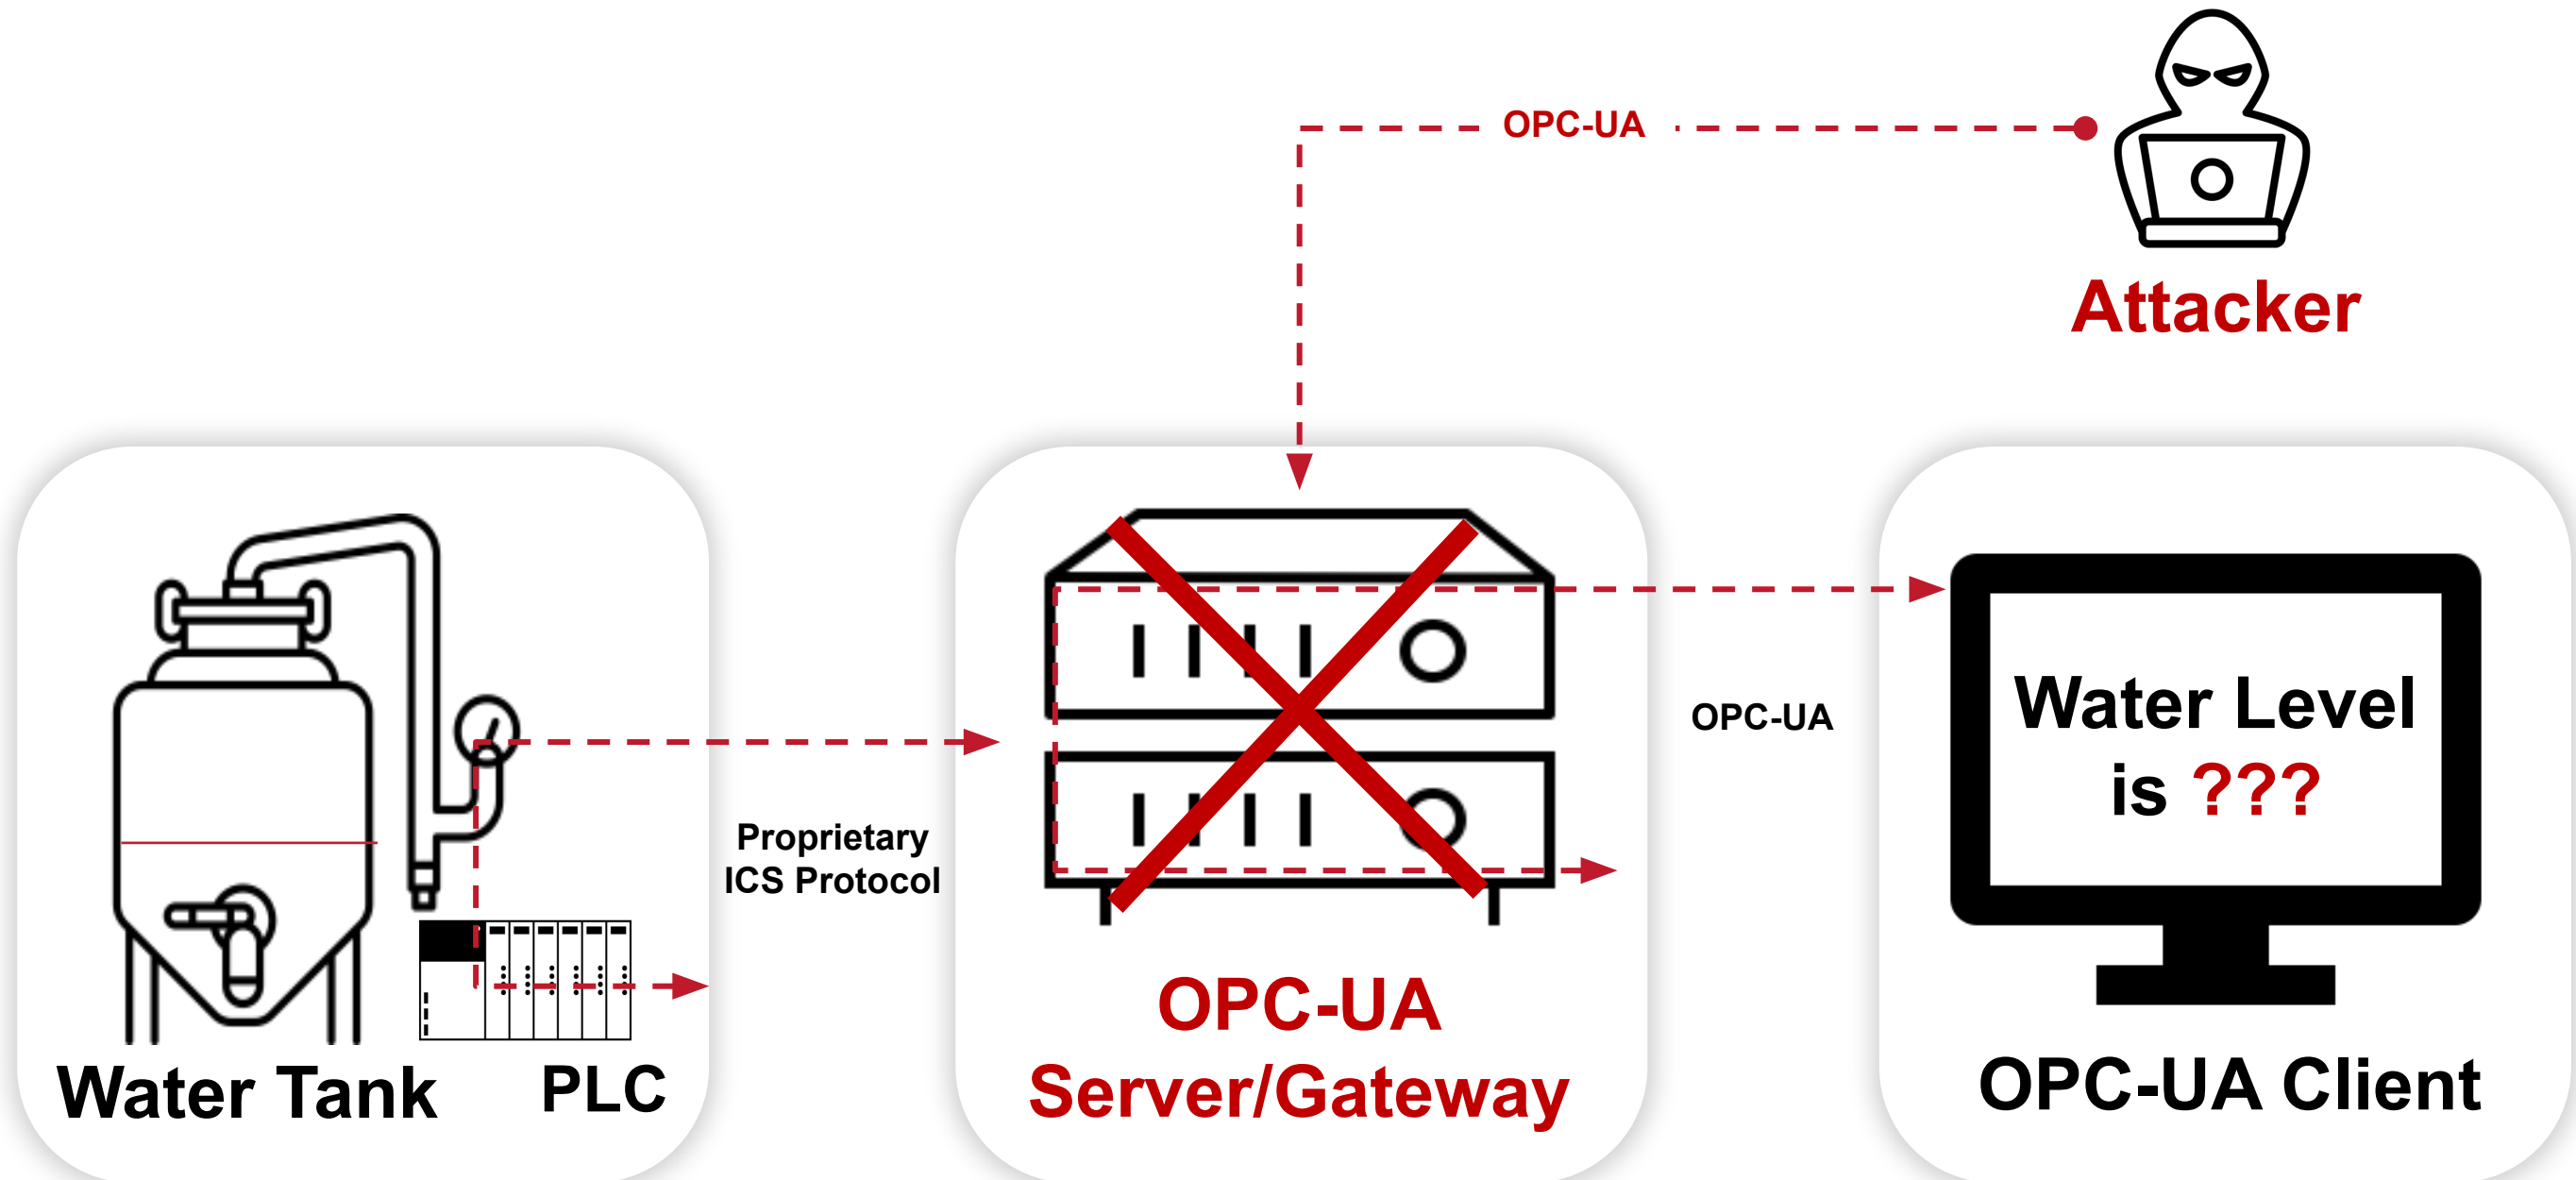 OPC-UA
Attacker
Water Tank
PLC
Proprietary
ICS Protocol
OPC-UA
Server/Gateway
OPC-UA
Water Level
is ???
OPC-UA Client